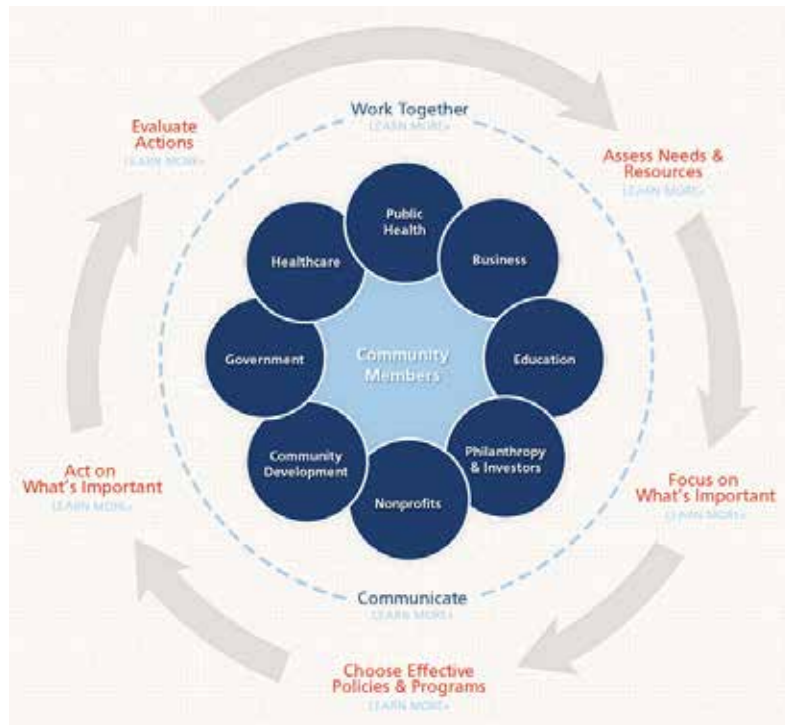 Work Together
LEARN MORE»
Evaluate
Actions
LEARN MORE»
Assess Needs &
Resources
LEARN MORE»
Public
Health
Healthcare
Business
Government
Community
Members
Education
Community
Development
Philanthropy
& Investors
Nonprofits
Act on
What's Important
LEARN MORE»
Focus on
What's Important
LEARN MORE»
Communicate
LEARN MORE»
Choose Effective
Policies & Programs
LEARN MORE»